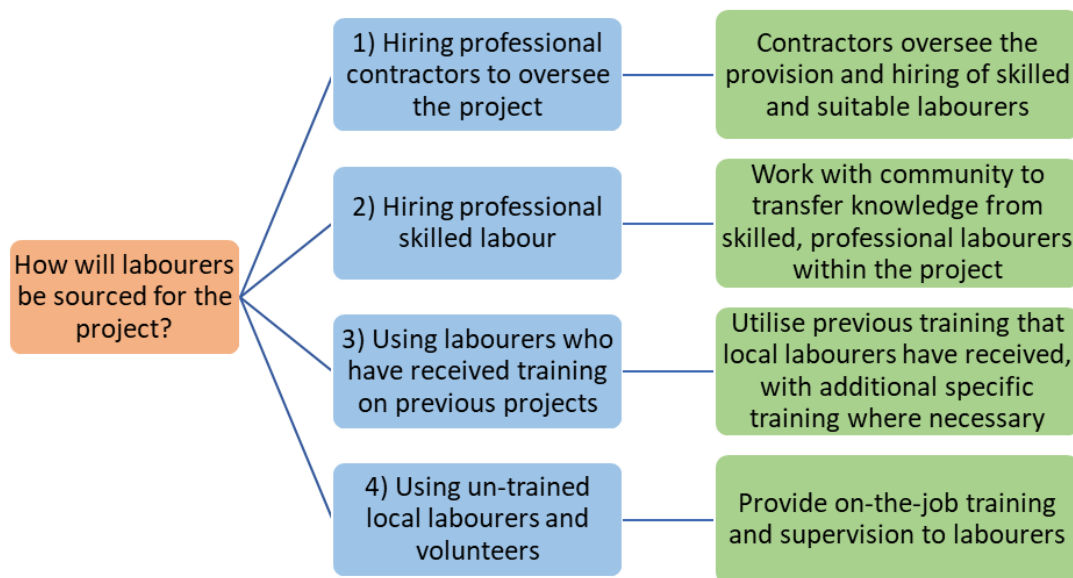 How will labourers
be sourced for the
project?
1) Hiring professional
contractors to oversee
the project
Contractors oversee the
provision and hiring of skilled
and suitable labourers
2) Hiring professional
skilled labour
Work with community to
transfer knowledge from
skilled, professional labourers
within the project
3) Using labourers who
have received training
on previous projects
Utilise previous training that
local labourers have received,
with additional specific
training where necessary
4) Using un-trained
local labourers and
volunteers
Provide on-the-job training
and supervision to labourers